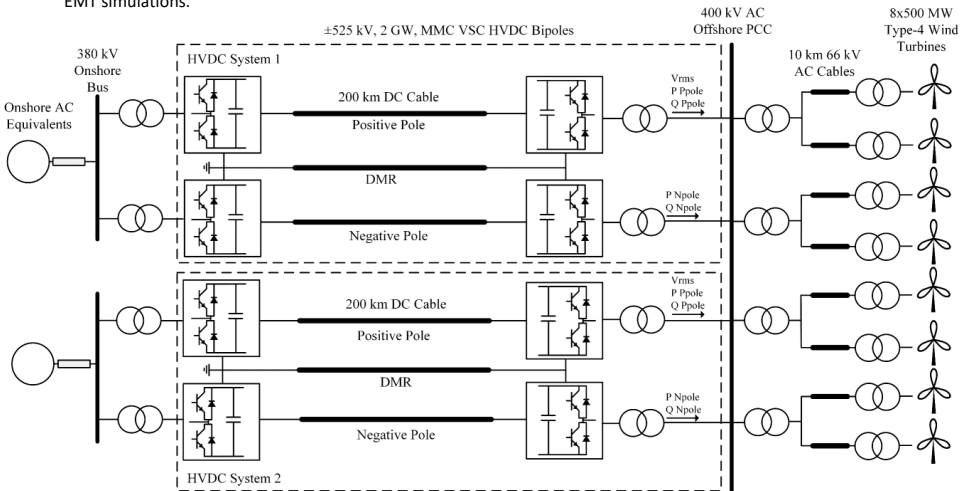 EMT simulations.
±525 kV, 2 GW, MMC VSC HVDC Bipoles
400 kV AC
Offshore PCC
8x500 MW
Type-4 Wind
Turbines
380 kV
Onshore
Bus
10 km 66 kV
AC Cables
HVDC System 1
Onshore AC
Equivalents
200 km DC Cable
Positive Pole
Vrms
P Ppole
Q Ppole
DMR
P Npole
Q Npole
Negative Pole
200 km DC Cable
Positive Pole
Vrms
P Ppole
Q Ppole
DMR
P Npole
Q Npole
Negative Pole
HVDC System 2